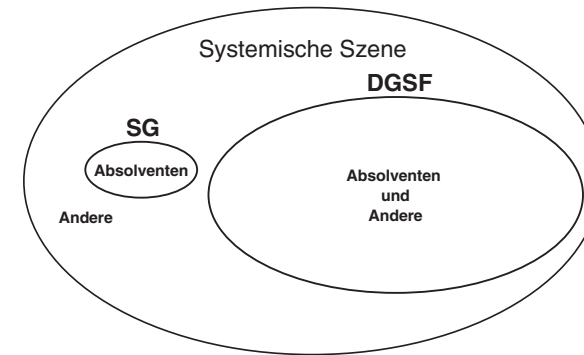 Systemische Szene
DGSF
SG
Absolventen
Absolventen
und
Andere
Andere